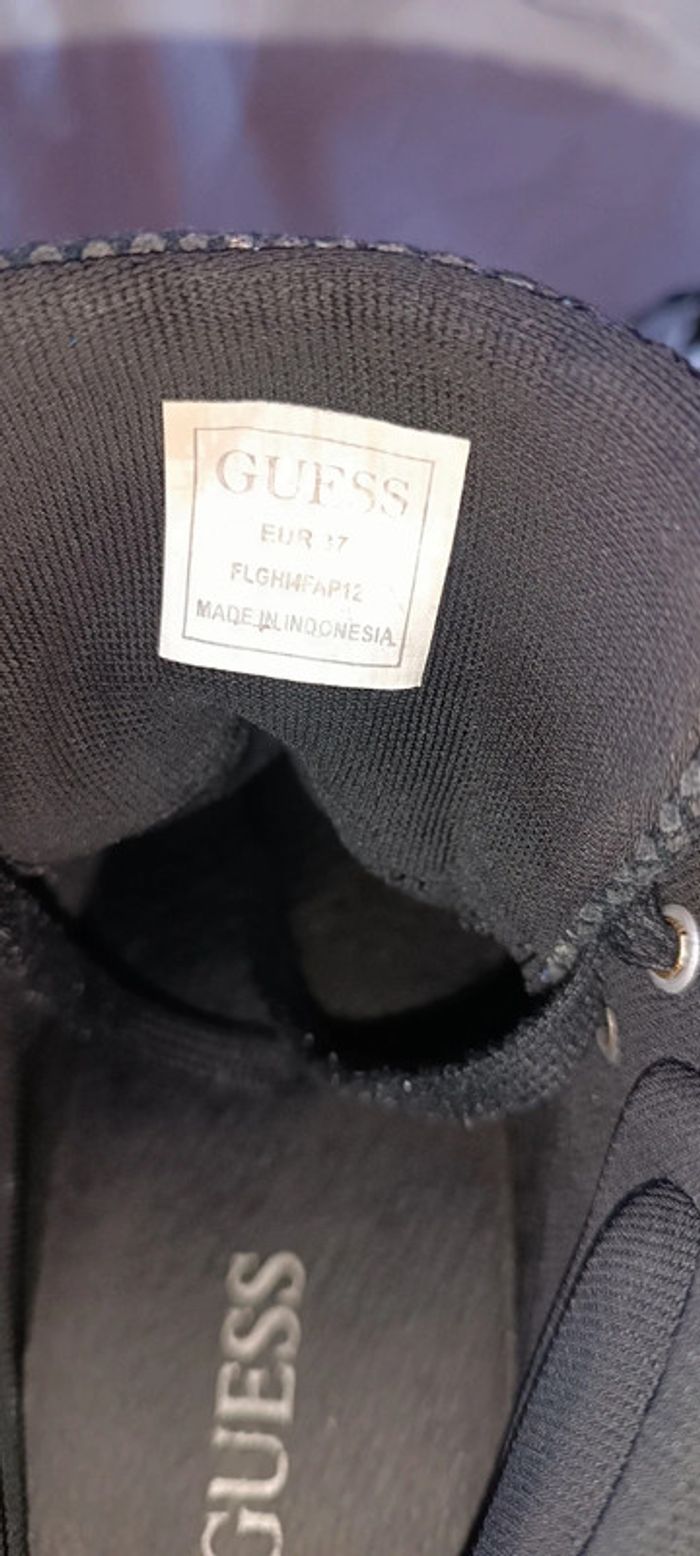 GUESS
EUR 37
FLGHI4FAP12
MADE IN INDONESIA
GUESS